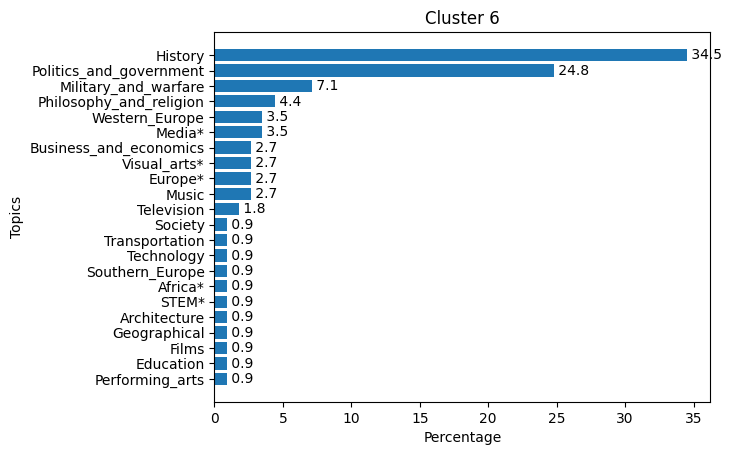 Cluster 6
History 34.5
Politics_and_government 24.8
Military_and_warfare 7.1
Philosophy_and_religion 4.4
Western_Europe 3.5
Media* 3.5
Business_and_economics 2.7
Visual_arts* 2.7
Europe* 2.7
Music 2.7
Television 1.8
Society 0.9
Transportation 0.9
Technology 0.9
Southern_Europe 0.9
Africa* 0.9
STEM* 0.9
Architecture 0.9
Geographical 0.9
Films 0.9
Education 0.9
Performing_arts 0.9
Topics
0 5 10 15 20 25 30 35
Percentage